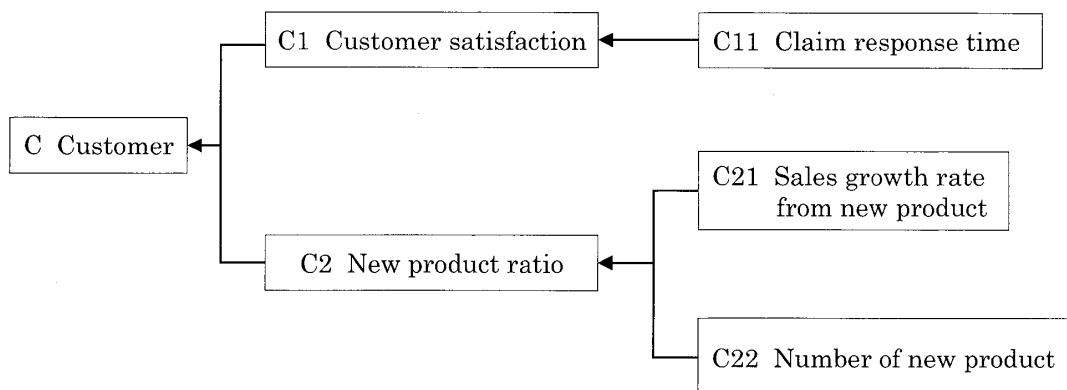 C1 Customer satisfaction
C11 Claim response time
C Customer
C21 Sales growth rate
from new product
C2 New product ratio
C22 Number of new product